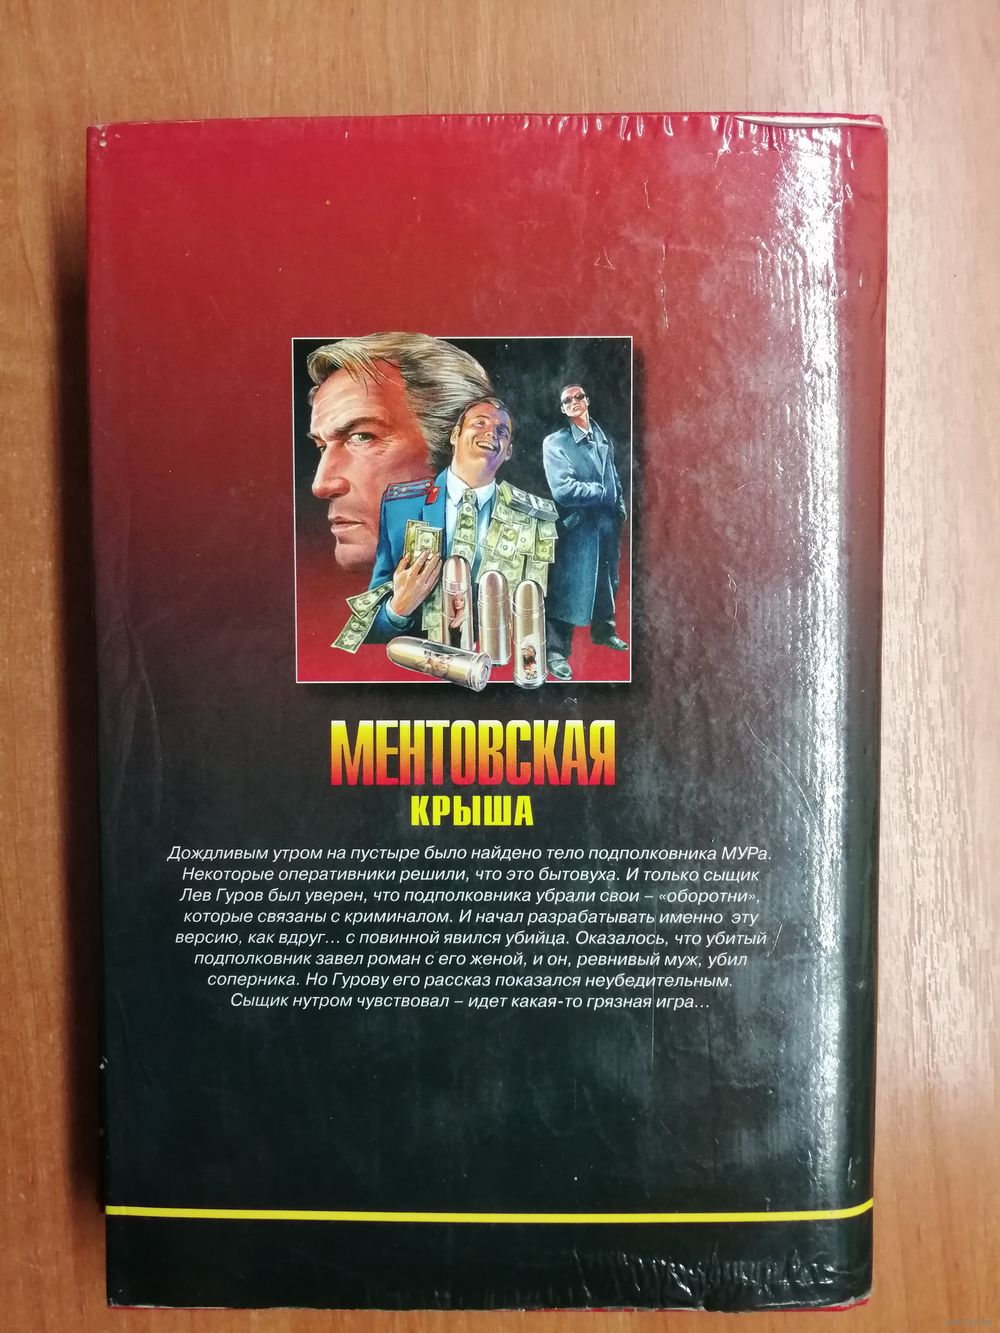 МЕНТОВСКАЯ
КРЫША
Дождливым утром на пустыре было найдено тело подполковника МУРа.
Некоторые оперативники решили, что это бытовуха. И только сыщик
Лев Гуров был уверен, что подполковника убрали свои – «оборотни»,
которые связаны с криминалом. И начал разрабатывать именно эту
версию, как вдруг... с повинной явился убийца. Оказалось, что убитый
подполковник завел роман с его женой, и он, ревнивый муж, убил
соперника. Но Гурову его рассказ показался неубедительным.
Сыщик нутром чувствовал – идет какая-то грязная игра...